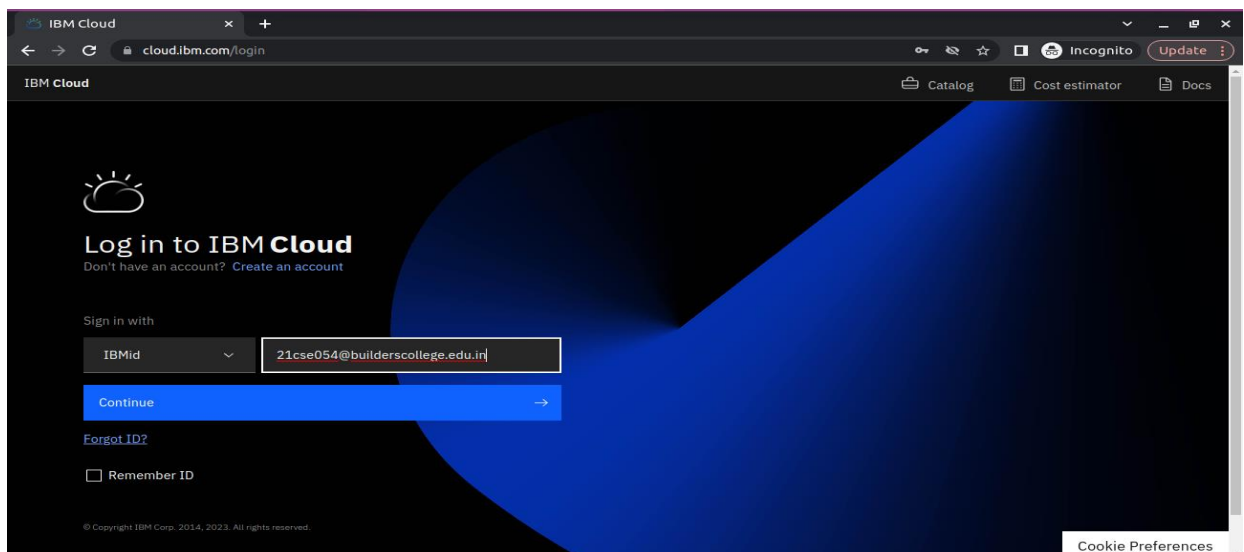 IBM Cloud
cloud.ibm.com/login
Incognito
Update
IBM Cloud
Catalog
Cost estimator
Docs
Log in to IBM Cloud
Don't have an account? Create an account
Sign in with
IBMid
21cse054@builderscollege.edu.in
Continue
Forgot ID?
Remember ID
© Copyright IBM Corp. 2014, 2023. All rights reserved.
Cookie Preferences